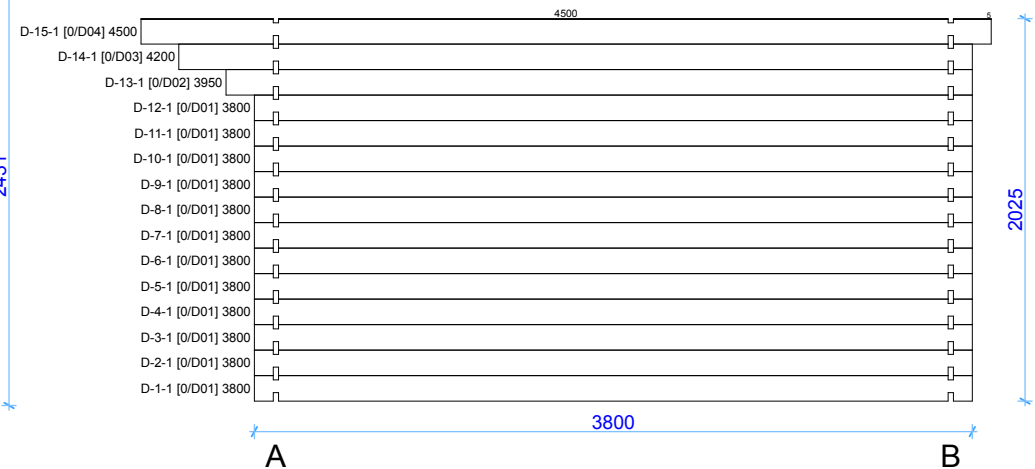 4500
5
D-15-1 [0/D04] 4500
D-14-1 [0/D03] 4200
D-13-1 [0/D02] 3950
D-12-1 [0/D01] 3800
D-11-1 [0/D01] 3800
D-10-1 [0/D01] 3800
D-9-1 [0/D01] 3800
D-8-1 [0/D01] 3800
D-7-1 [0/D01] 3800
D-6-1 [0/D01] 3800
D-5-1 [0/D01] 3800
D-4-1 [0/D01] 3800
D-3-1 [0/D01] 3800
D-2-1 [0/D01] 3800
D-1-1 [0/D01] 3800
2025
3800
A
B